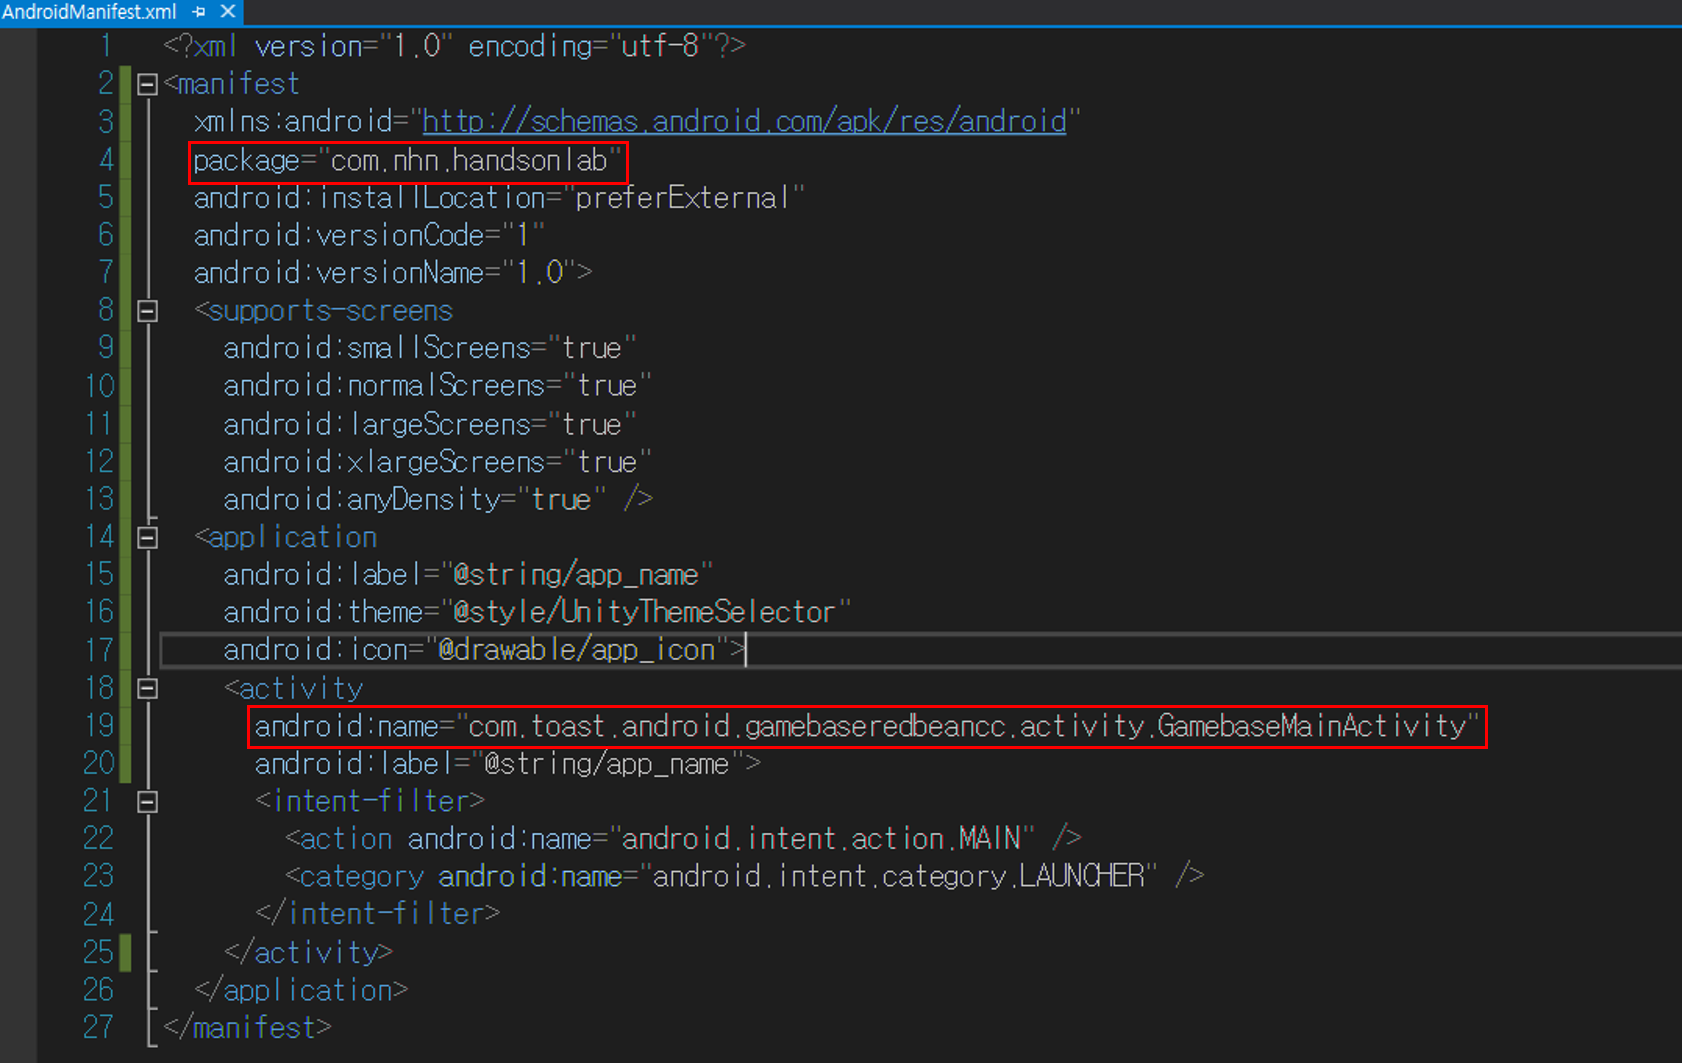 AndroidManifest.xml
1 <?xml version="1.0" encoding="utf-8"?>
2 <manifest
3 xmlns:android="http://schemas.android.com/apk/res/android"
4 package="com.nhn.handsonlab"
5 android:installLocation="preferExternal"
6 android:versionCode="1"
7 android:versionName="1.0">
8 <supports-screens
9 android:smallScreens="true"
10 android:normalScreens="true"
11 android:largeScreens="true"
12 android:xlargeScreens="true"
13 android:anyDensity="true" />
14 <application
15 android:label="@string/app_name"
16 android:theme="@style/UnityThemeSelector"
17 android:icon="@drawable/app_icon">
18 <activity
19 android:name="com.toast.android.gamebaseredbeancc.activity.GamebaseMainActivity"
20 android:label="@string/app_name">
21 <intent-filter>
22 <action android:name="android.intent.action.MAIN" />
23 <category android:name="android.intent.category.LAUNCHER" />
24 </intent-filter>
25 </activity>
26 </application>
27 </manifest>